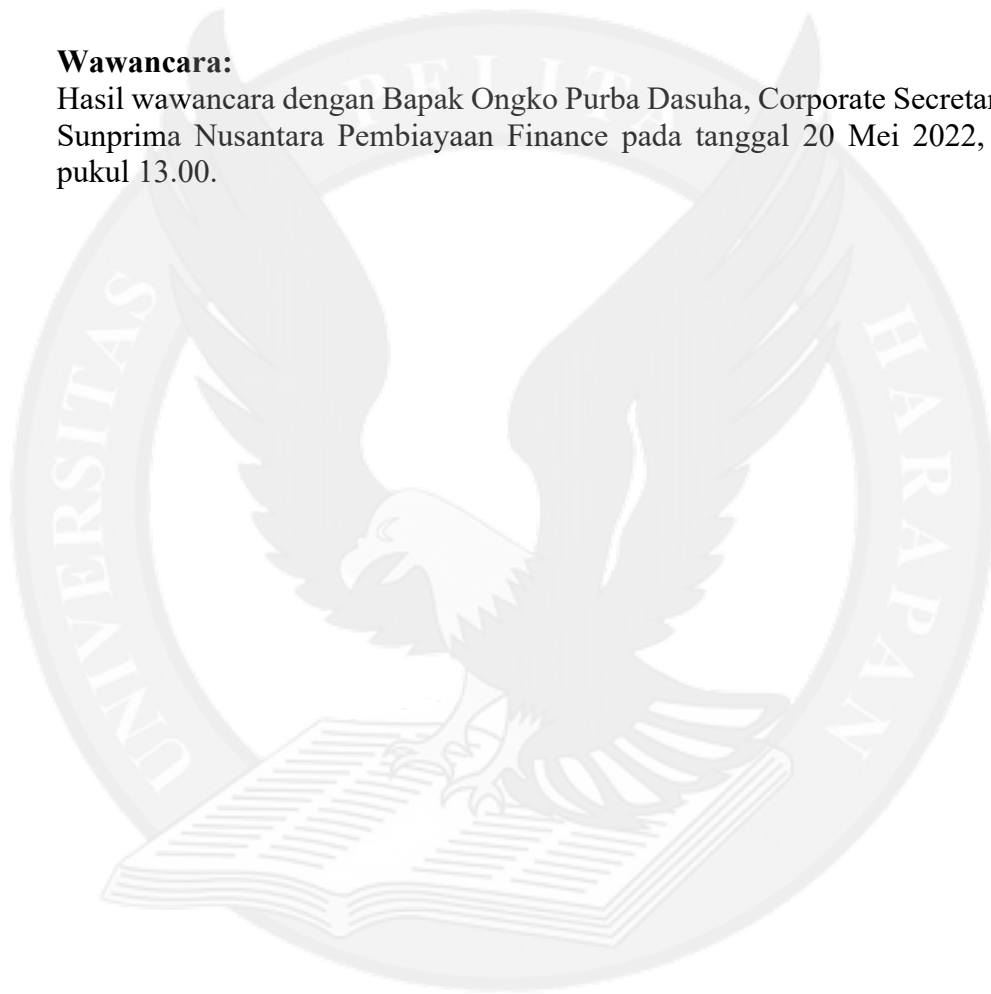 Wawancara:
Hasil wawancara dengan Bapak Ongko Purba Dasuha, Corporate Secretar
Sunprima Nusantara Pembiayaan Finance pada tanggal 20 Mei 2022,
pukul 13.00.
UNIVERSITAS PELITA HARAPAN